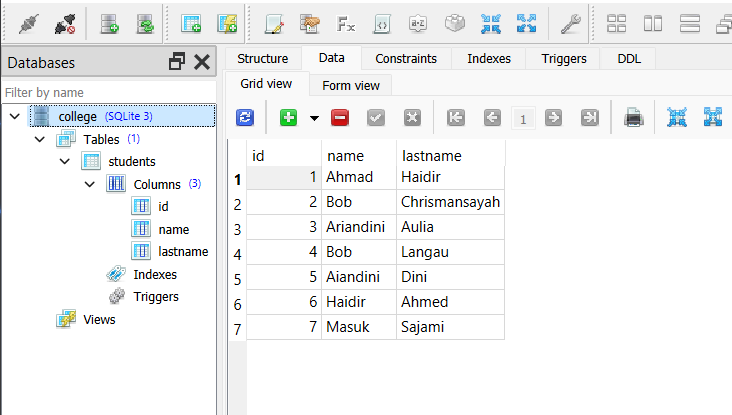 Databases
Filter by name
college (SQLite 3)
Tables (1)
students
Columns (3)
id
name
lastname
Indexes
Triggers
Views
Structure Data Constraints Indexes Triggers DDL
Grid view Form view
1
id name lastname
1 1 Ahmad Haidir
2 2 Bob Chrismansayah
3 3 Ariandini Aulia
4 4 Bob Langau
5 5 Aiandini Dini
6 6 Haidir Ahmed
7 7 Masuk Sajami